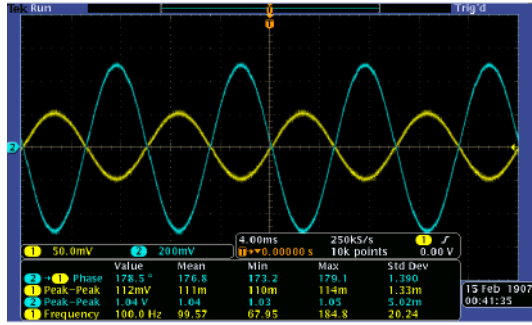 Tek Run Trig'd
T
T
2
1 50.0mV 2 200mV
4.00ms 250kS/s 1 ∫
T→▾0.00000 s 10k points 0.00 V
Value Mean Min Max Std Dev
2 →1 Phase 178.5 ° 176.8 173.2 179.1 1.390
1 Peak-Peak 112mV 111m 110m 114m 1.33m
2 Peak-Peak 1.04 V 1.04 1.03 1.05 5.02m
1 Frequency 100.0 Hz 99.57 67.95 184.8 20.24
15 Feb 1907
00:41:35